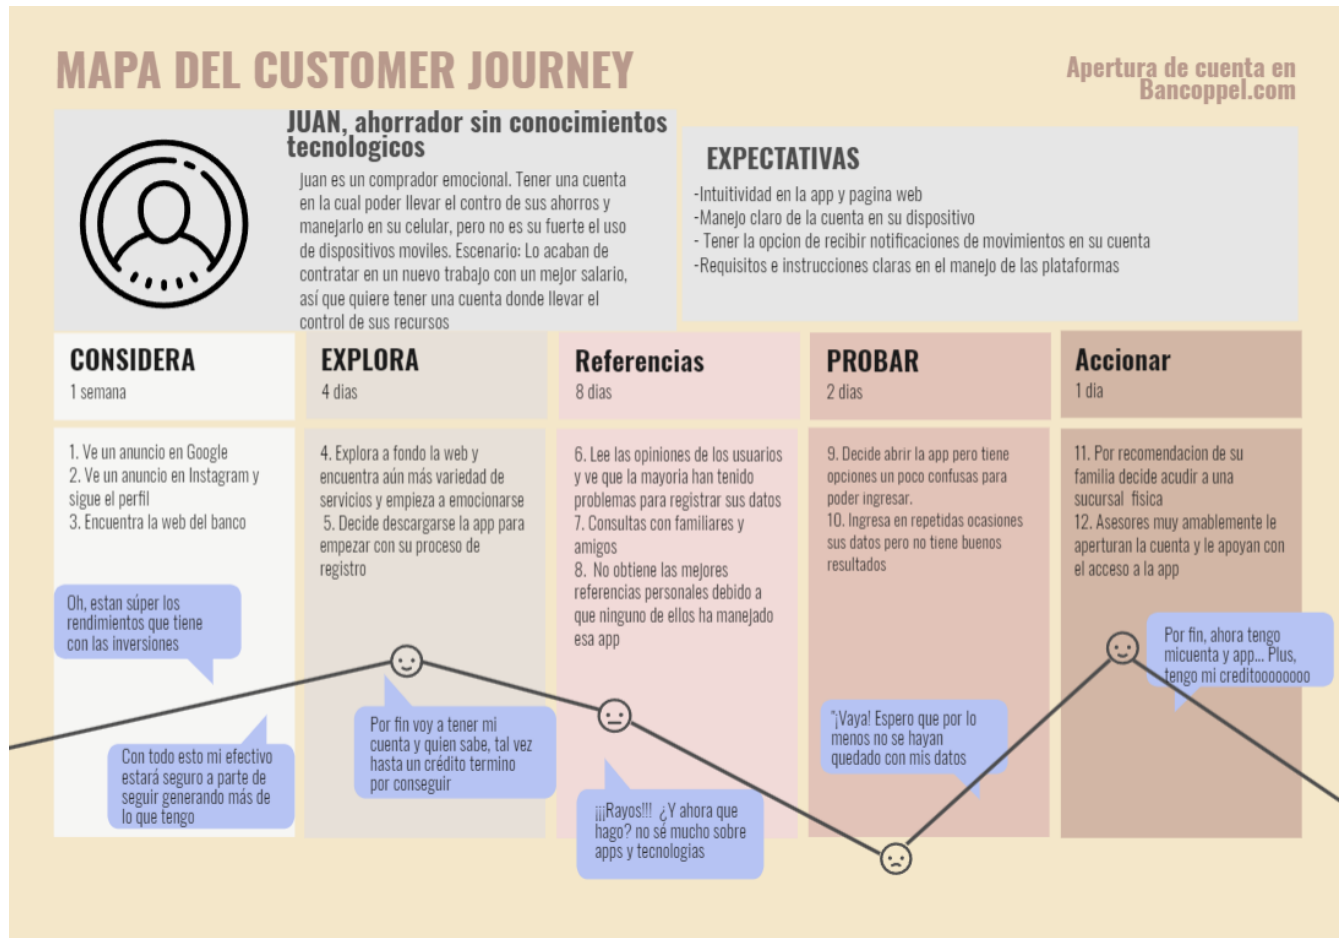 MAPA DEL CUSTOMER JOURNEY
Apertura de cuenta en
Bancoppel.com
JUAN, ahorrador sin conocimientos
tecnologicos
Juan es un comprador emocional. Tener una cuenta
en la cual poder llevar el contro de sus ahorros y
manejarlo en su celular, pero no es su fuerte el uso
de dispositivos moviles. Escenario: Lo acaban de
contratar en un nuevo trabajo con un mejor salario,
así que quiere tener una cuenta donde llevar el
control de sus recursos
EXPECTATIVAS
-Intuitividad en la app y pagina web
-Manejo claro de la cuenta en su dispositivo
- Tener la opcion de recibir notificaciones de movimientos en su cuenta
-Requisitos e instrucciones claras en el manejo de las plataformas
CONSIDERA
1 semana
1. Ve un anuncio en Google
2. Ve un anuncio en Instagram y
sigue el perfil
3. Encuentra la web del banco
Oh, estan súper los
rendimientos que tiene
con las inversiones
Con todo esto mi efectivo
estará seguro a parte de
seguir generando más de
lo que tengo
EXPLORA
4 dias
4. Explora a fondo la web y
encuentra aún más variedad de
servicios y empieza a emocionarse
5. Decide descargarse la app para
empezar con su proceso de
registro
Por fin voy a tener mi
cuenta y quien sabe, tal vez
hasta un crédito termino
por conseguir
Referencias
8 dias
6. Lee las opiniones de los usuarios
y ve que la mayoria han tenido
problemas para registrar sus datos
7. Consultas con familiares y
amigos
8. No obtiene las mejores
referencias personales debido a
que ninguno de ellos ha manejado
esa app
¡¡¡Rayos!!! ¿Y ahora que
hago? no sé mucho sobre
apps y tecnologias
PROBAR
2 dias
9. Decide abrir la app pero tiene
opciones un poco confusas para
poder ingresar.
10. Ingresa en repetidas ocasiones
sus datos pero no tiene buenos
resultados
"¡Vaya! Espero que por lo
menos no se hayan
quedado con mis datos
Accionar
1 dia
11. Por recomendacion de su
familia decide acudir a una
sucursal fisica
12. Asesores muy amablemente le
aperturan la cuenta y le apoyan con
el acceso a la app
Por fin, ahora tengo
micuenta y app... Plus,
tengo mi creditoooooooo